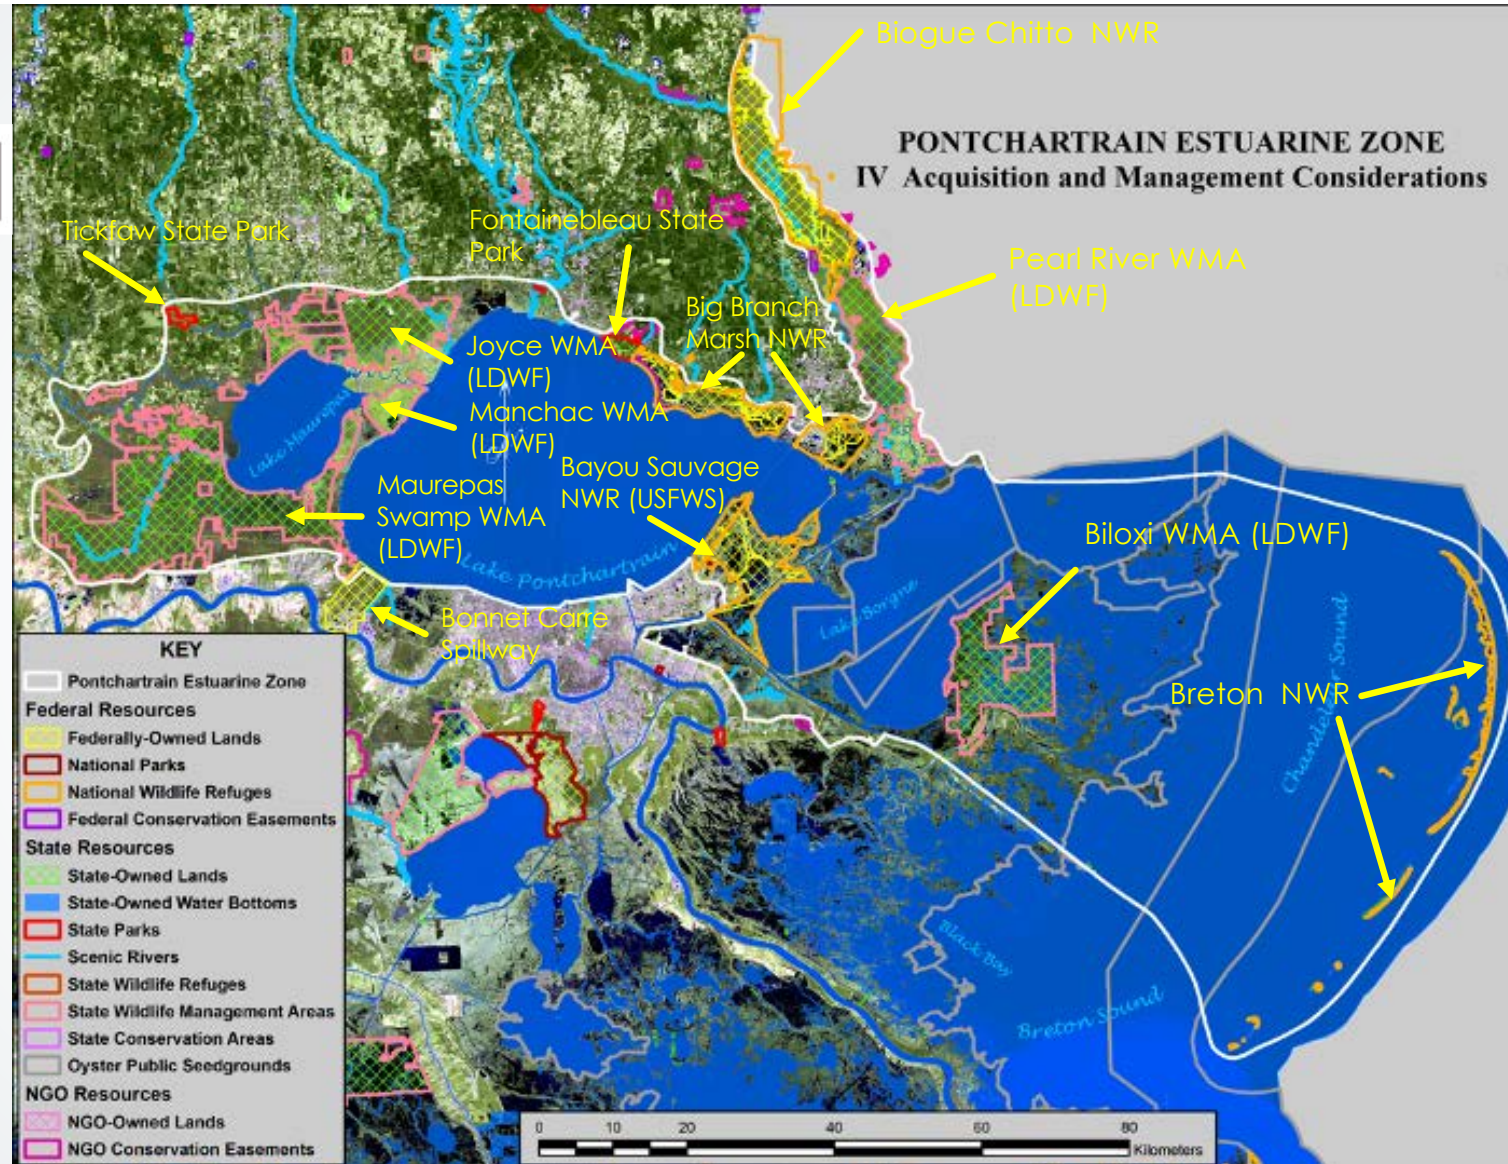 Biogue Chitto NWR
PONTCHARTRAIN ESTUARINE ZONE
IV Acquisition and Management Considerations
Tickfaw State Park
Fontainebleau State
Park
Pearl River WMA
(LDWF)
Big Branch
Marsh NWR
Joyce WMA
(LDWF)
Lake Maurepas
Manchac WMA
(LDWF)
Bayou Sauvage
NWR (USFWS)
Maurepas
Swamp WMA
(LDWF)
Biloxi WMA (LDWF)
Lake Pontchartrain
Lake Borgne
Bonnet Carre
Spillway
Chandeleur Sound
Breton NWR
Black Bay
Breton Sound
KEY
Pontchartrain Estuarine Zone
Federal Resources
Federally-Owned Lands
National Parks
National Wildlife Refuges
Federal Conservation Easements
State Resources
State-Owned Lands
State-Owned Water Bottoms
State Parks
Scenic Rivers
State Wildlife Refuges
State Wildlife Management Areas
State Conservation Areas
Oyster Public Seedgrounds
NGO Resources
NGO-Owned Lands
NGO Conservation Easements
0 10 20 40 60 80
Kilometers